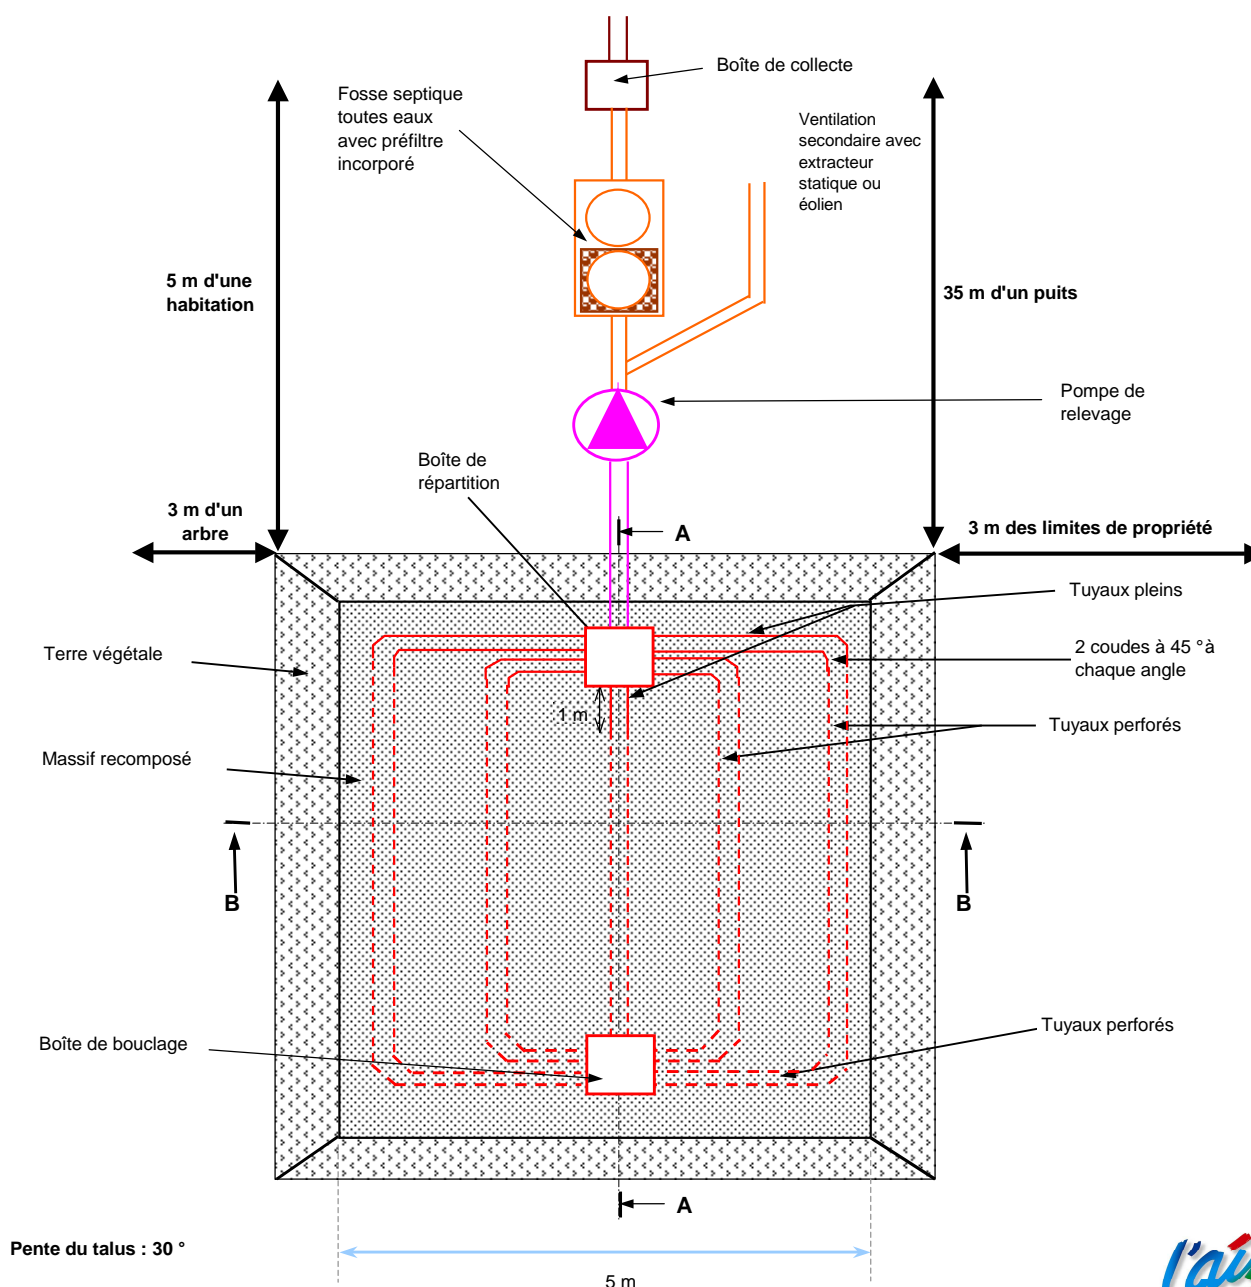 Boîte de collecte
Fosse septique
toutes eaux
avec préfiltre
incorporé
Ventilation
secondaire avec
extracteur
statique ou
éolien
5 m d'une
habitation
35 m d'un puits
Pompe de
relevage
Boîte de
répartition
3 m d'un
arbre
A
3 m des limites de propriété
Tuyaux pleins
Terre végétale
2 coudes à 45 °à
chaque angle
1 m
Tuyaux perforés
Massif recomposé
B
B
Tuyaux perforés
Boîte de bouclage
A
Pente du talus : 30 °
5 m